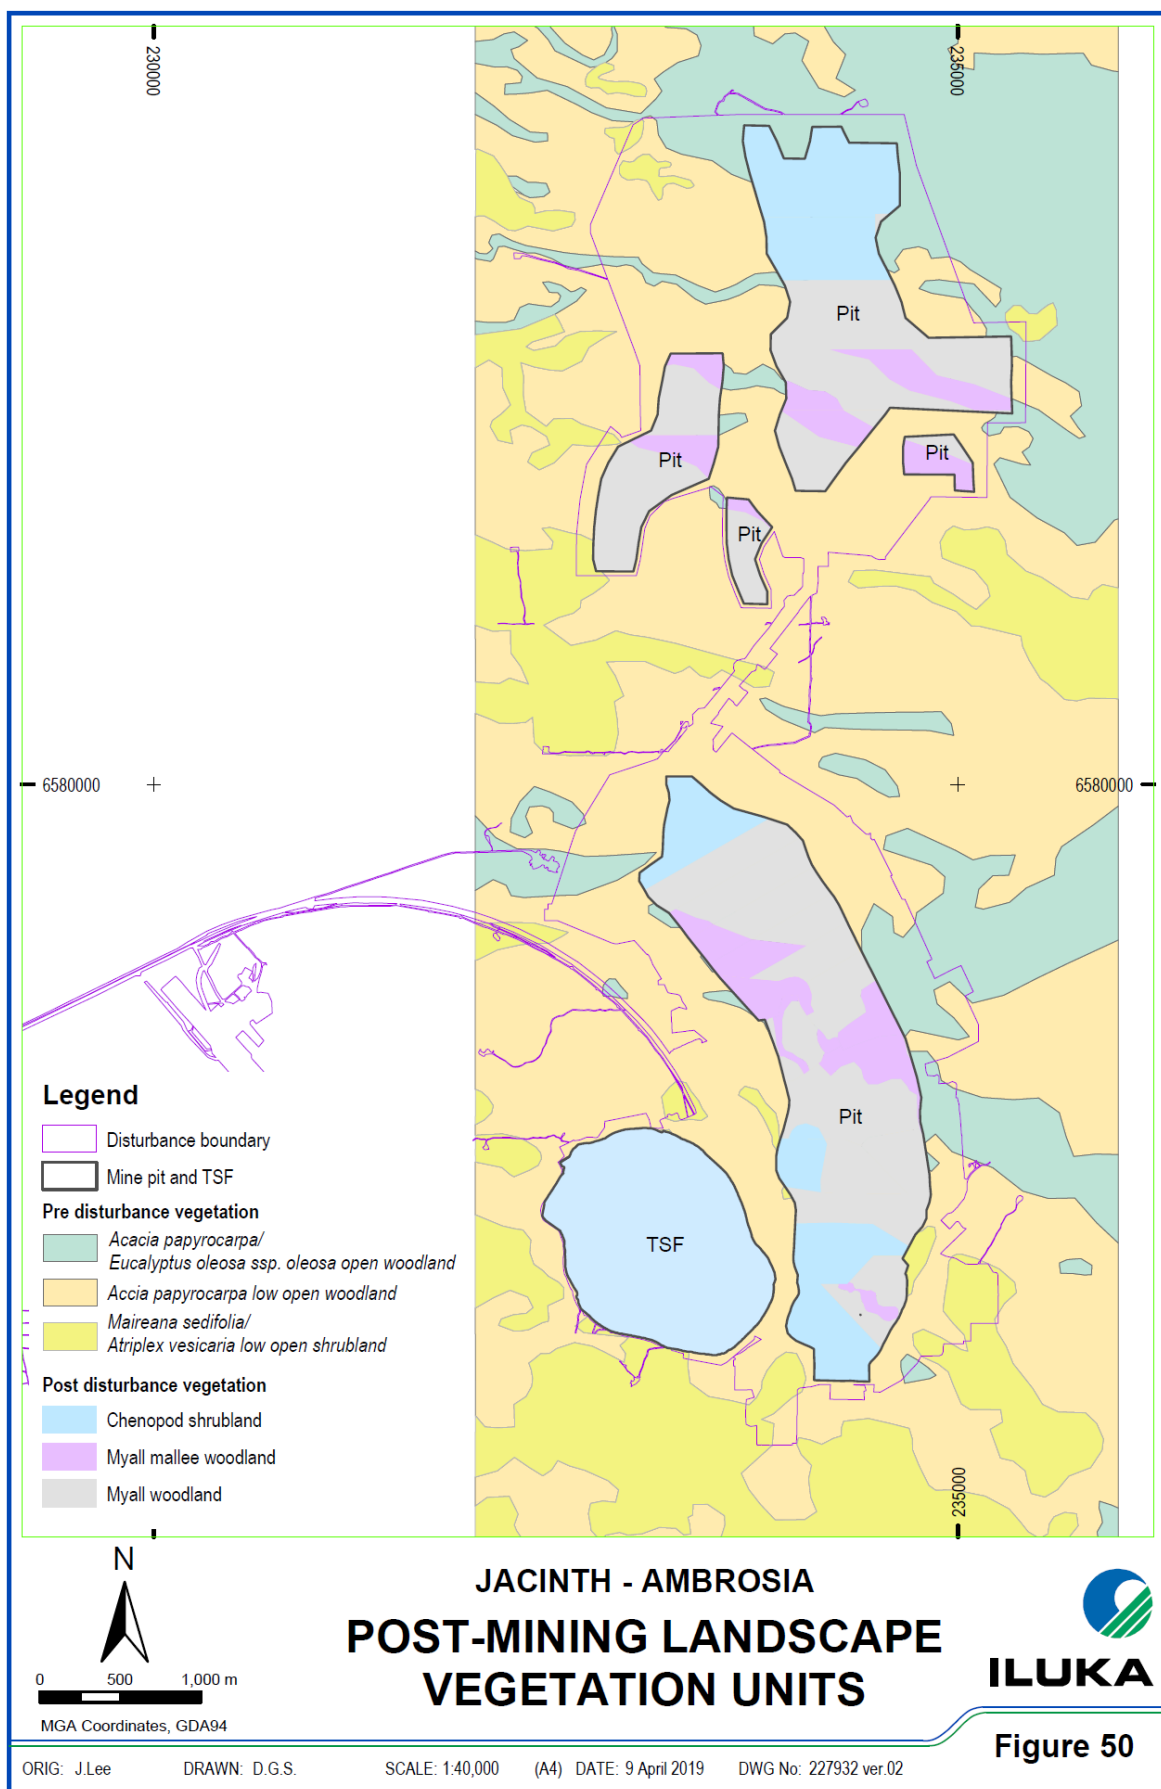 230000
235000
Pit
Pit
Pit
Pit
6580000
6580000
Pit
TSF
235000
Legend
Disturbance boundary
Mine pit and TSF
Pre disturbance vegetation
Acacia papyrocarpa/
Eucalyptus oleosa ssp. oleosa open woodland
Accia papyrocarpa low open woodland
Maireana sedifolia/
Atriplex vesicaria low open shrubland
Post disturbance vegetation
Chenopod shrubland
Myall mallee woodland
Myall woodland
N
0 500 1,000 m
MGA Coordinates, GDA94
JACINTH - AMBROSIA
POST-MINING LANDSCAPE
VEGETATION UNITS
ILUKA
Figure 50
ORIG: J.Lee DRAWN: D.G.S. SCALE: 1:40,000 (A4) DATE: 9 April 2019 DWG No: 227932 ver.02